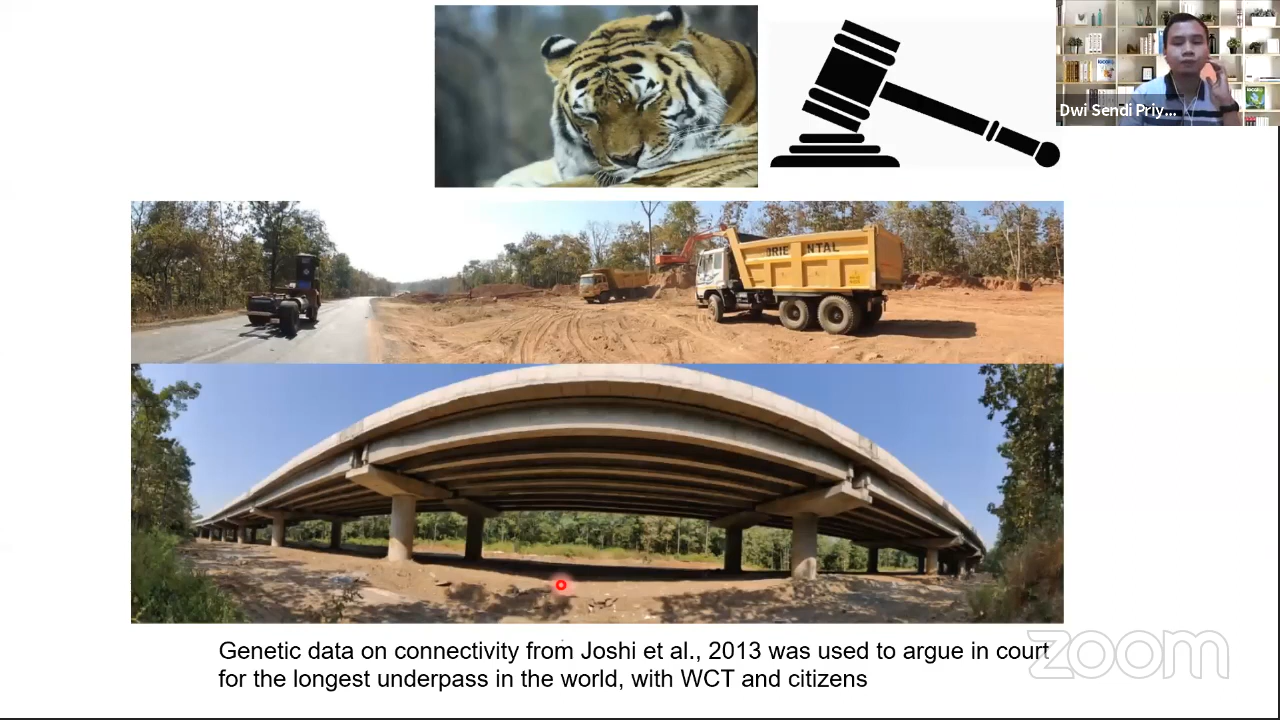 Dwi Sendi Priy...
ORIE NTAL
Genetic data on connectivity from Joshi et al., 2013 was used to argue in court
for the longest underpass in the world, with WCT and citizens
zoom